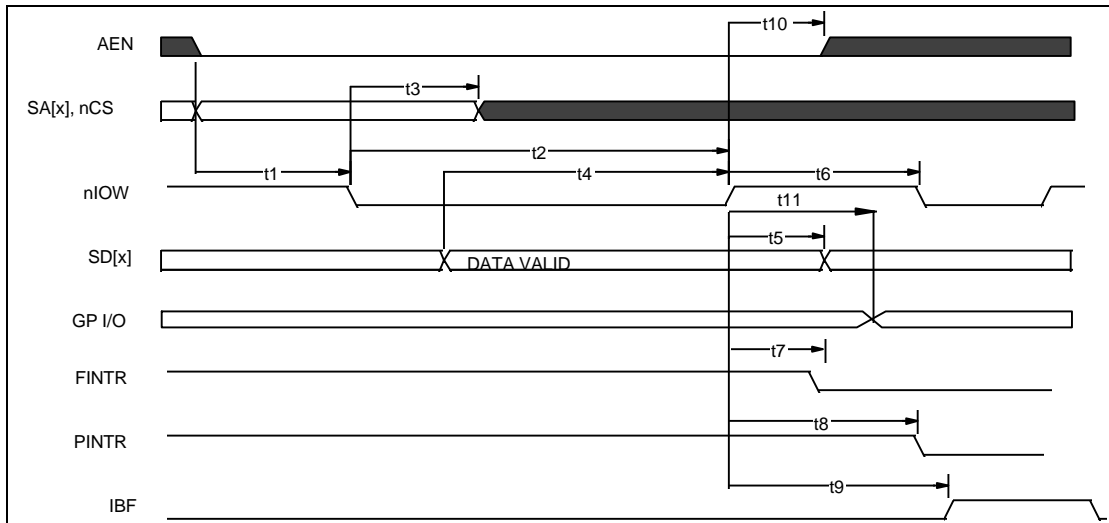 t10
AEN
t3
SA[x], nCS
t2
t1
t4
t6
nIOW
t11
t5
SD[x]
DATA VALID
GP I/O
t7
FINTR
t8
PINTR
t9
IBF